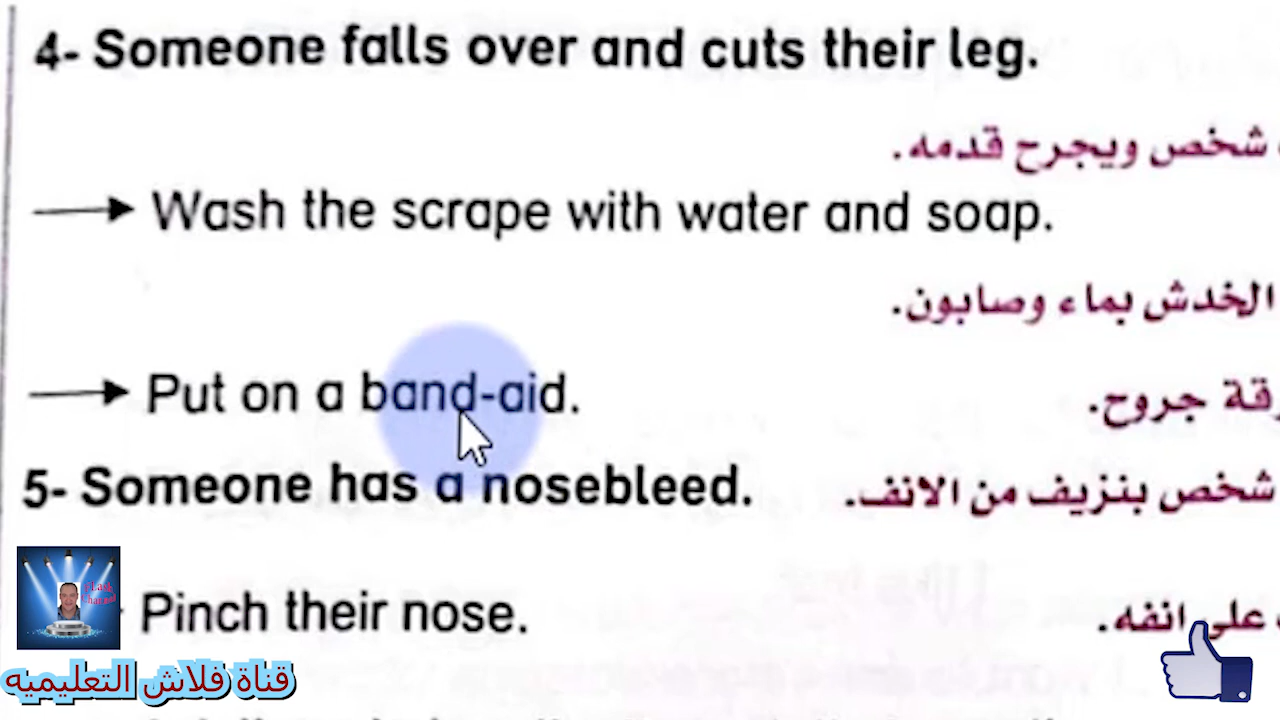 4- Someone falls over and cuts their leg.
شخص ويجرح قدمه.
Wash the scrape with water and soap.
الخدش بماء وصابون.
Put on a band-aid.
جروح.
5- Someone has a nosebleed.
شخص بنزيف من الانف.
Pinch their nose.
على انفه.
قناة فلاش التعليميه